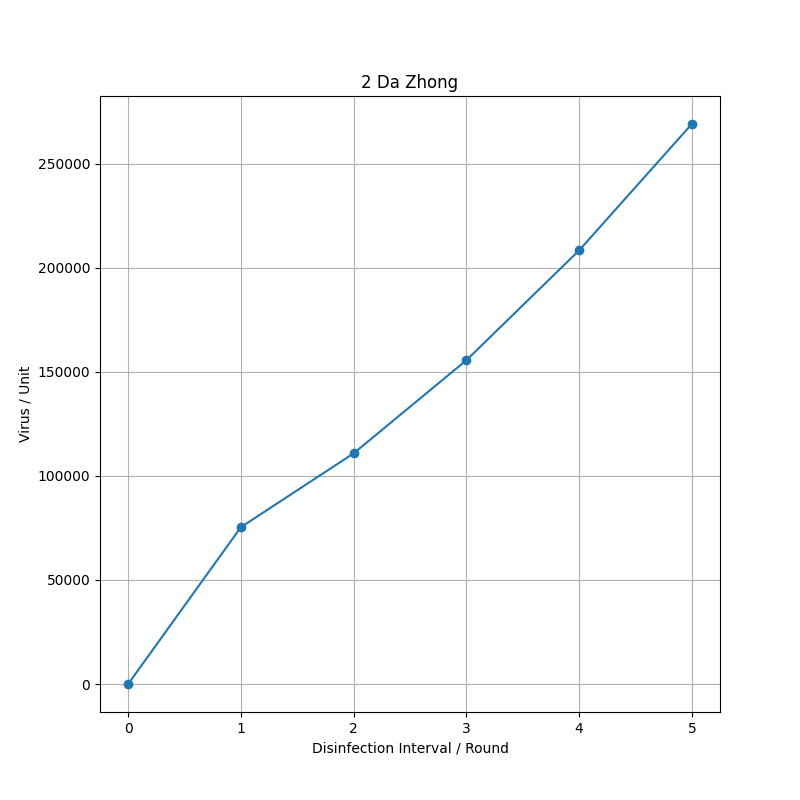 2 Da Zhong
250000
200000
150000
100000
50000
0
Virus / Unit
0 1 2 3 4 5
Disinfection Interval / Round